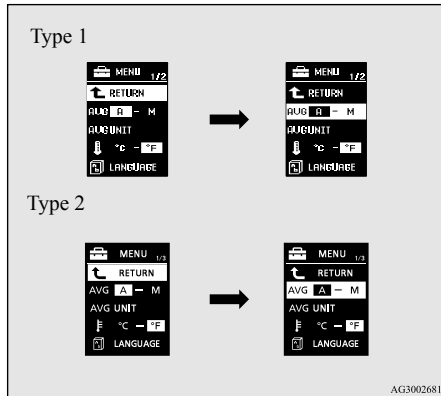 Type 1
MENU 1/2
RETURN
AVG A - M
AVG UNIT
°C - °F
LANGUAGE
MENU 1/2
RETURN
AVG A - M
AVG UNIT
°C - °F
LANGUAGE
Type 2
MENU 1/3
RETURN
AVG A - M
AVG UNIT
°C - °F
LANGUAGE
MENU 1/3
RETURN
AVG A - M
AVG UNIT
°C - °F
LANGUAGE
AG3002681